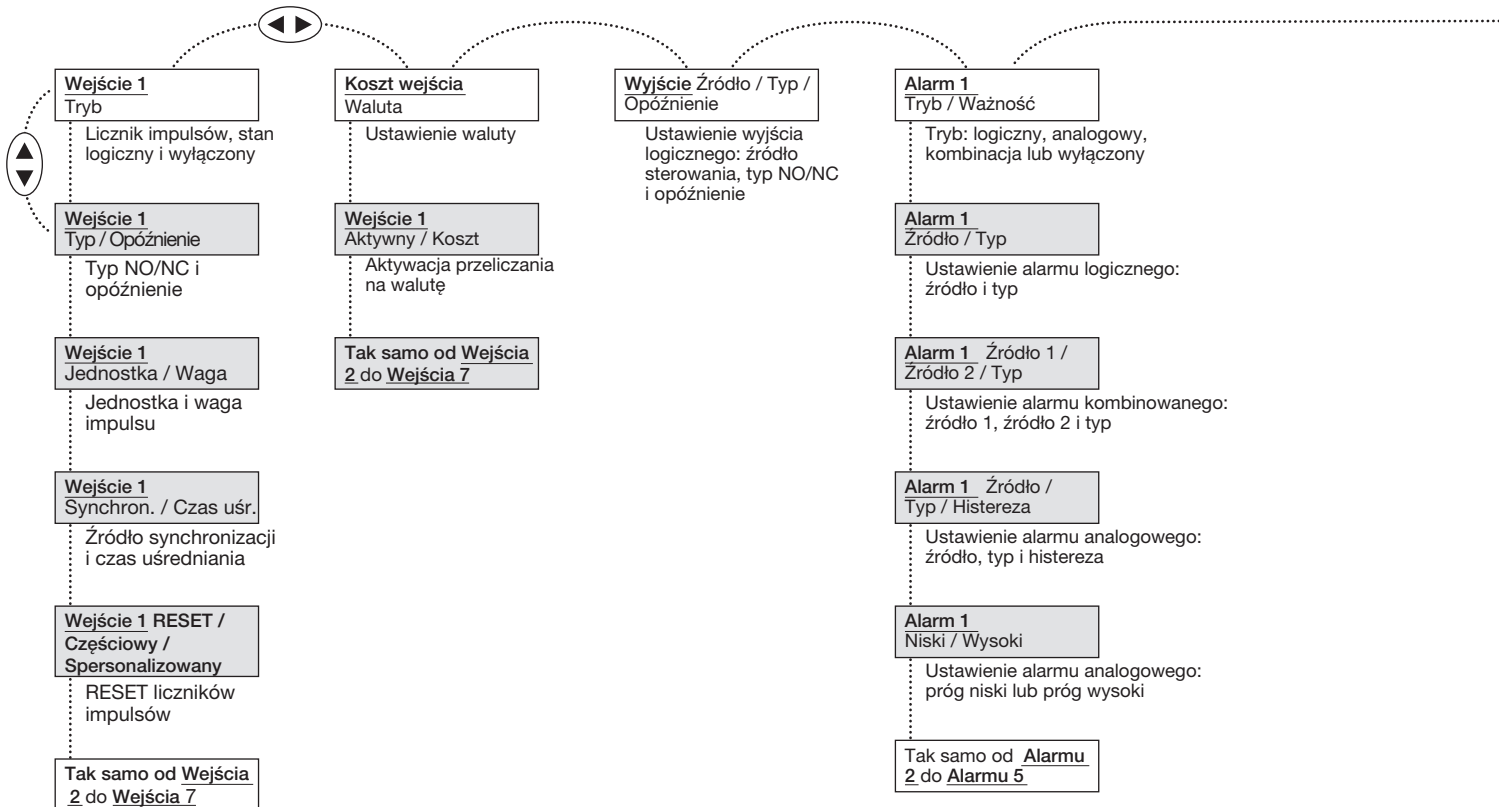 Wejście 1
Tryb
Licznik impulsów, stan
logiczny i wyłączony
Wejście 1
Typ / Opóźnienie
Typ NO/NC i
opóźnienie
Wejście 1
Jednostka / Waga
Jednostka i waga
impulsu
Wejście 1
Synchron. / Czas uśr.
Źródło synchronizacji
i czas uśredniania
Wejście 1 RESET /
Częściowy /
Spersonalizowany
RESET liczników
impulsów
Tak samo od Wejścia
2 do Wejścia 7
Koszt wejścia
Waluta
Ustawienie waluty
Wejście 1
Aktywny / Koszt
Aktywacja przeliczania
na walutę
Tak samo od Wejścia
2 do Wejścia 7
Wyjście Źródło / Typ /
Opóźnienie
Ustawienie wyjścia
logicznego: źródło
sterowania, typ NO/NC
i opóźnienie
Alarm 1
Tryb / Ważność
Tryb: logiczny, analogowy,
kombinacja lub wyłączony
Alarm 1
Źródło / Typ
Ustawienie alarmu logicznego:
źródło i typ
Alarm 1 Źródło 1 /
Źródło 2 / Typ
Ustawienie alarmu kombinowanego:
źródło 1, źródło 2 i typ
Alarm 1 Źródło /
Typ / Histereza
Ustawienie alarmu analogowego:
źródło, typ i histereza
Alarm 1
Niski / Wysoki
Ustawienie alarmu analogowego:
próg niski lub próg wysoki
Tak samo od Alarmu
2 do Alarmu 5